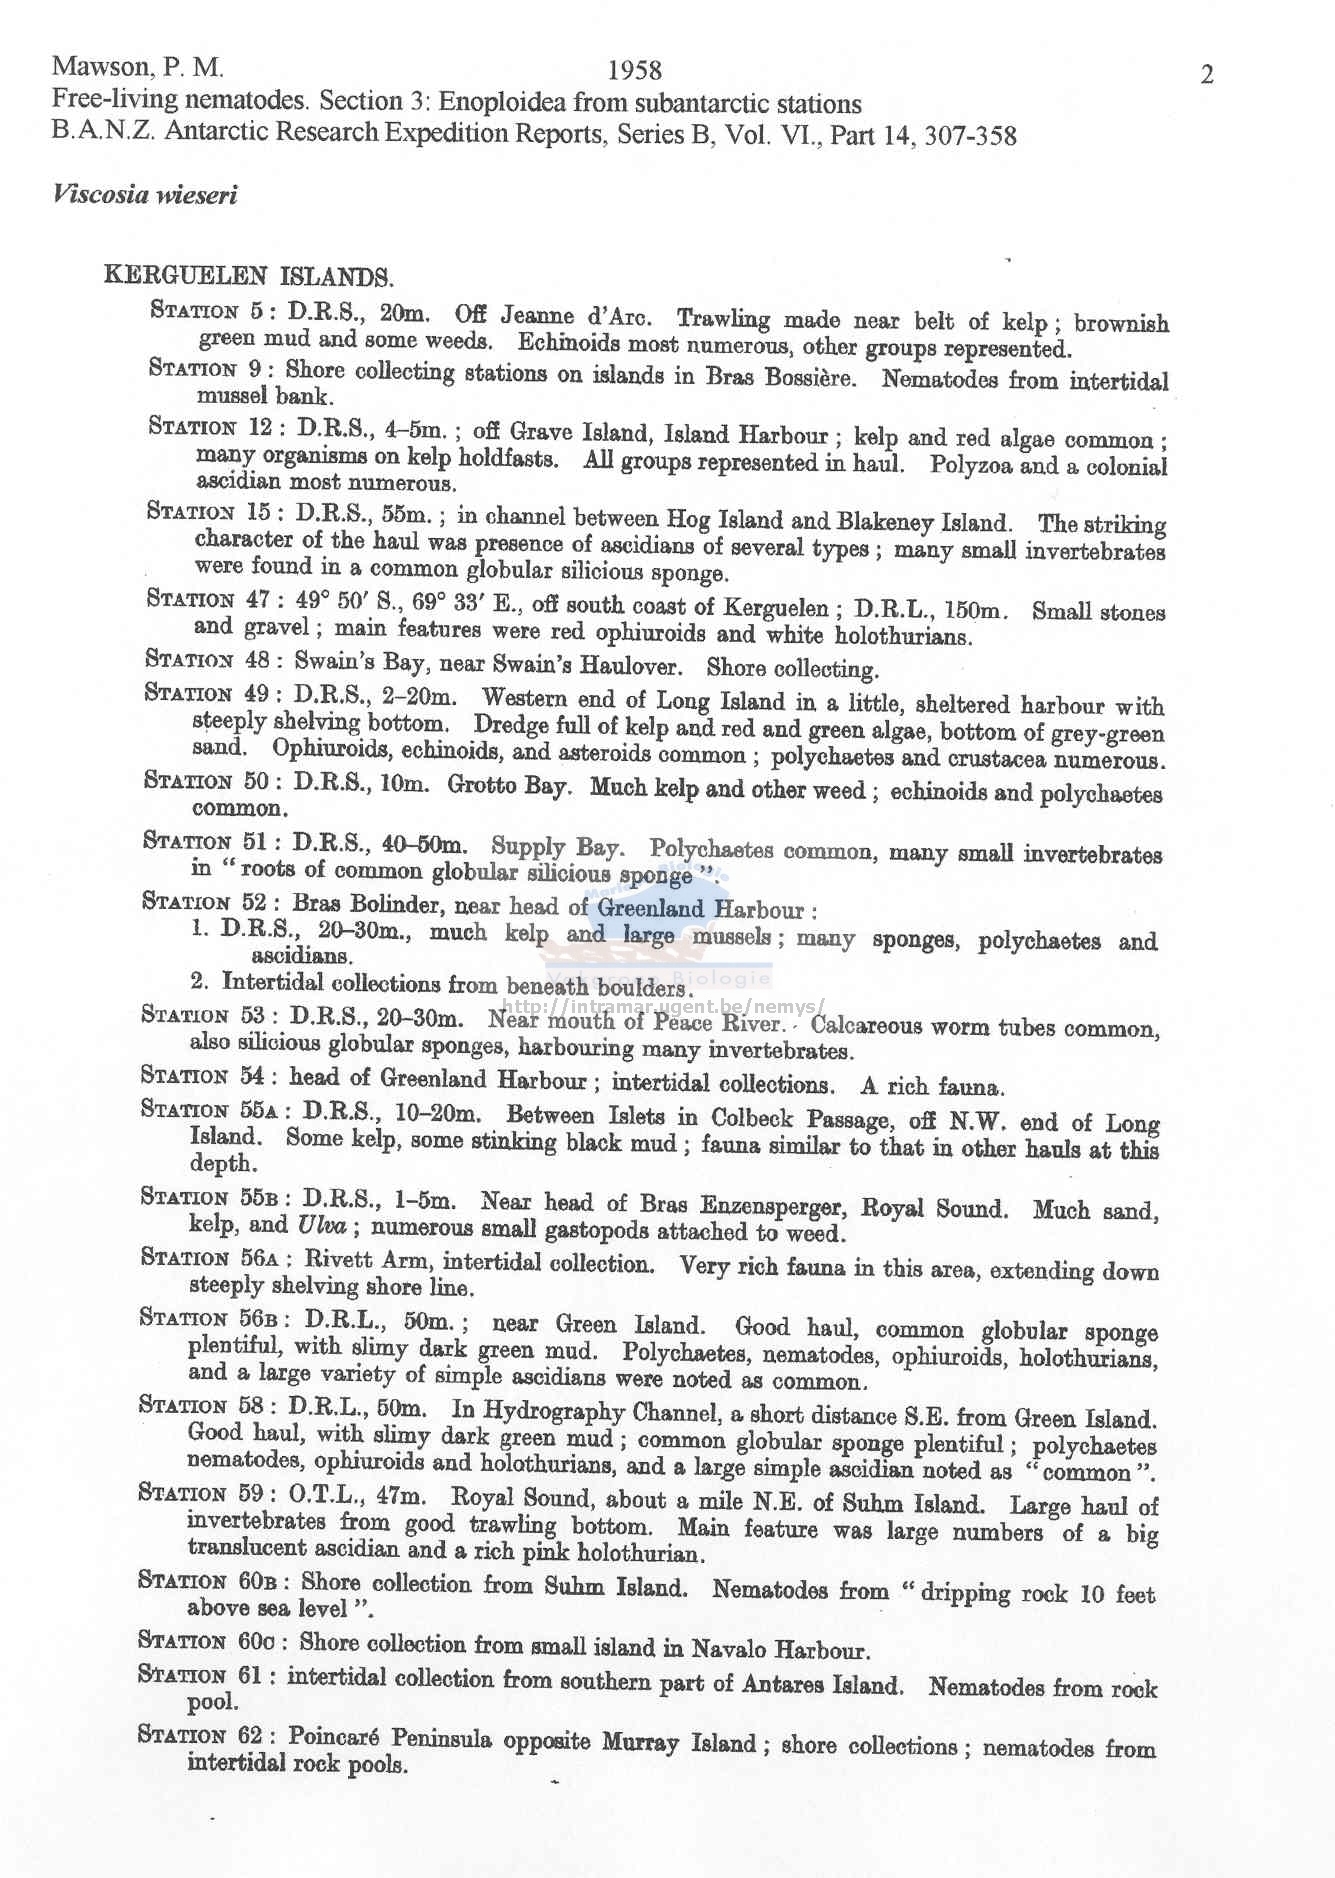 Mawson, P. M. 1958 2
Free-living nematodes. Section 3: Enoploidea from subantarctic stations
B.A.N.Z. Antarctic Research Expedition Reports, Series B, Vol. VI., Part 14, 307-358
Viscosia wieseri
KERGUELEN ISLANDS.
STATION 5 : D.R.S., 20m. Off Jeanne d'Arc. Trawling made near belt of kelp ; brownish
green mud and some weeds. Echinoids most numerous, other groups represented.
STATION 9 : Shore collecting stations on islands in Bras Bossière. Nematodes from intertidal
mussel bank.
STATION 12 : D.R.S., 4–5m. ; off Grave Island, Island Harbour ; kelp and red algae common ;
many organisms on kelp holdfasts. All groups represented in haul. Polyzoa and a colonial
ascidian most numerous.
STATION 15 : D.R.S., 55m. ; in channel between Hog Island and Blakeney Island. The striking
character of the haul was presence of ascidians of several types ; many small invertebrates
were found in a common globular silicious sponge.
STATION 47 : 49° 50′ S., 69° 33′ E., off south coast of Kerguelen ; D.R.L., 150m. Small stones
and gravel ; main features were red ophiuroids and white holothurians.
STATION 48 : Swain's Bay, near Swain's Haulover. Shore collecting.
STATION 49 : D.R.S., 2–20m. Western end of Long Island in a little, sheltered harbour with
steeply shelving bottom. Dredge full of kelp and red and green algae, bottom of grey-green
sand. Ophiuroids, echinoids, and asteroids common ; polychaetes and crustacea numerous.
STATION 50 : D.R.S., 10m. Grotto Bay. Much kelp and other weed ; echinoids and polychaetes
common.
STATION 51 : D.R.S., 40–50m. Supply Bay. Polychaetes common, many small invertebrates
in “ roots of common globular silicious sponge ”.
STATION 52 : Bras Bolinder, near head of Greenland Harbour :
1. D.R.S., 20–30m., much kelp and large mussels ; many sponges, polychaetes and
ascidians.
2. Intertidal collections from beneath boulders.
http://intramar.ugent.be/nemys/
STATION 53 : D.R.S., 20–30m. Near mouth of Peace River. Calcareous worm tubes common,
also silicious globular sponges, harbouring many invertebrates.
STATION 54 : head of Greenland Harbour ; intertidal collections. A rich fauna.
STATION 55A : D.R.S., 10–20m. Between Islets in Colbeck Passage, off N.W. end of Long
Island. Some kelp, some stinking black mud ; fauna similar to that in other hauls at this
depth.
STATION 55B : D.R.S., 1–5m. Near head of Bras Enzensperger, Royal Sound. Much sand,
kelp, and Ulva ; numerous small gastopods attached to weed.
STATION 56A : Rivett Arm, intertidal collection. Very rich fauna in this area, extending down
steeply shelving shore line.
STATION 56B : D.R.L., 50m. ; near Green Island. Good haul, common globular sponge
plentiful, with slimy dark green mud. Polychaetes, nematodes, ophiuroids, holothurians,
and a large variety of simple ascidians were noted as common.
STATION 58 : D.R.L., 50m. In Hydrography Channel, a short distance S.E. from Green Island.
Good haul, with slimy dark green mud ; common globular sponge plentiful ; polychaetes
nematodes, ophiuroids and holothurians, and a large simple ascidian noted as “ common ”.
STATION 59 : O.T.L., 47m. Royal Sound, about a mile N.E. of Suhm Island. Large haul of
invertebrates from good trawling bottom. Main feature was large numbers of a big
translucent ascidian and a rich pink holothurian.
STATION 60B : Shore collection from Suhm Island. Nematodes from “ dripping rock 10 feet
above sea level ”.
STATION 60C : Shore collection from small island in Navalo Harbour.
STATION 61 : intertidal collection from southern part of Antares Island. Nematodes from rock
pool.
STATION 62 : Poincaré Peninsula opposite Murray Island ; shore collections ; nematodes from
intertidal rock pools.